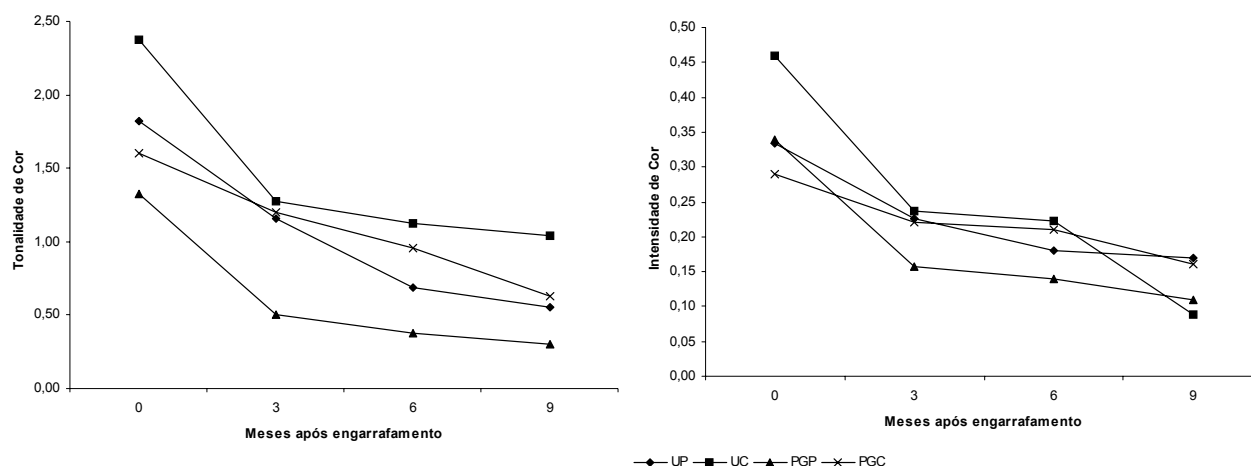 2,50
2,00
1,50
1,00
0,50
0,00
Tonalidade de Cor
0 3 6 9
Meses após engarrafamento
0,50
0,45
0,40
0,35
0,30
0,25
0,20
0,15
0,10
0,05
0,00
Intensidade de Cor
0 3 6 9
Meses após engarrafamento
UP UC PGP PGC